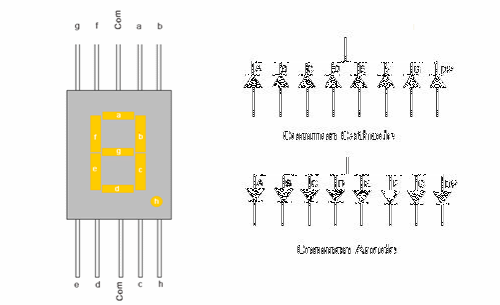 g f Com a b
a
f b
g
e c
d
h
e d Com c h
A B C D E F G DP
Common Cathode
A B C D E F G DP
Common Anode